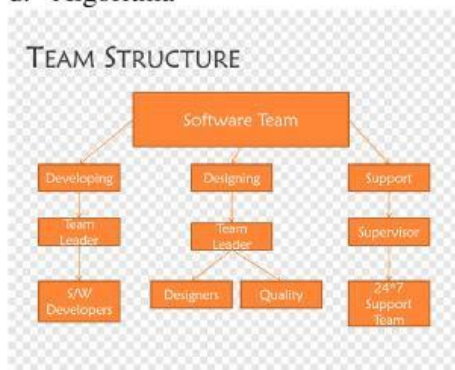 TEAM STRUCTURE
Software Team
Developing
Designing
Support
Team
Leader
Team
Leader
Supervisor
S/W
Developers
Designers
Quality
24*7
Support
Team